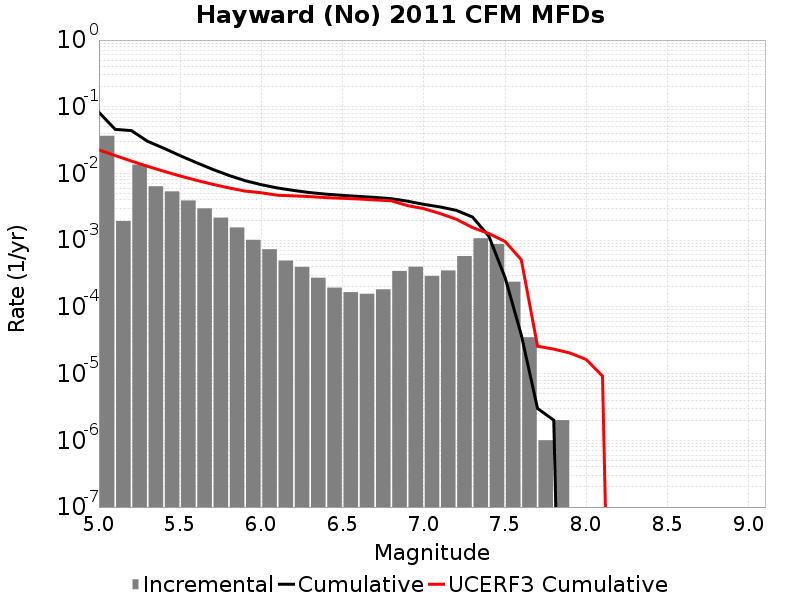 Hayward (No) 2011 CFM MFDs
10^0
10^-1
10^-2
10^-3
10^-4
10^-5
10^-6
10^-7
Rate (1/yr)
5.0 5.5 6.0 6.5 7.0 7.5 8.0 8.5 9.0
Magnitude
Incremental Cumulative UCERF3 Cumulative